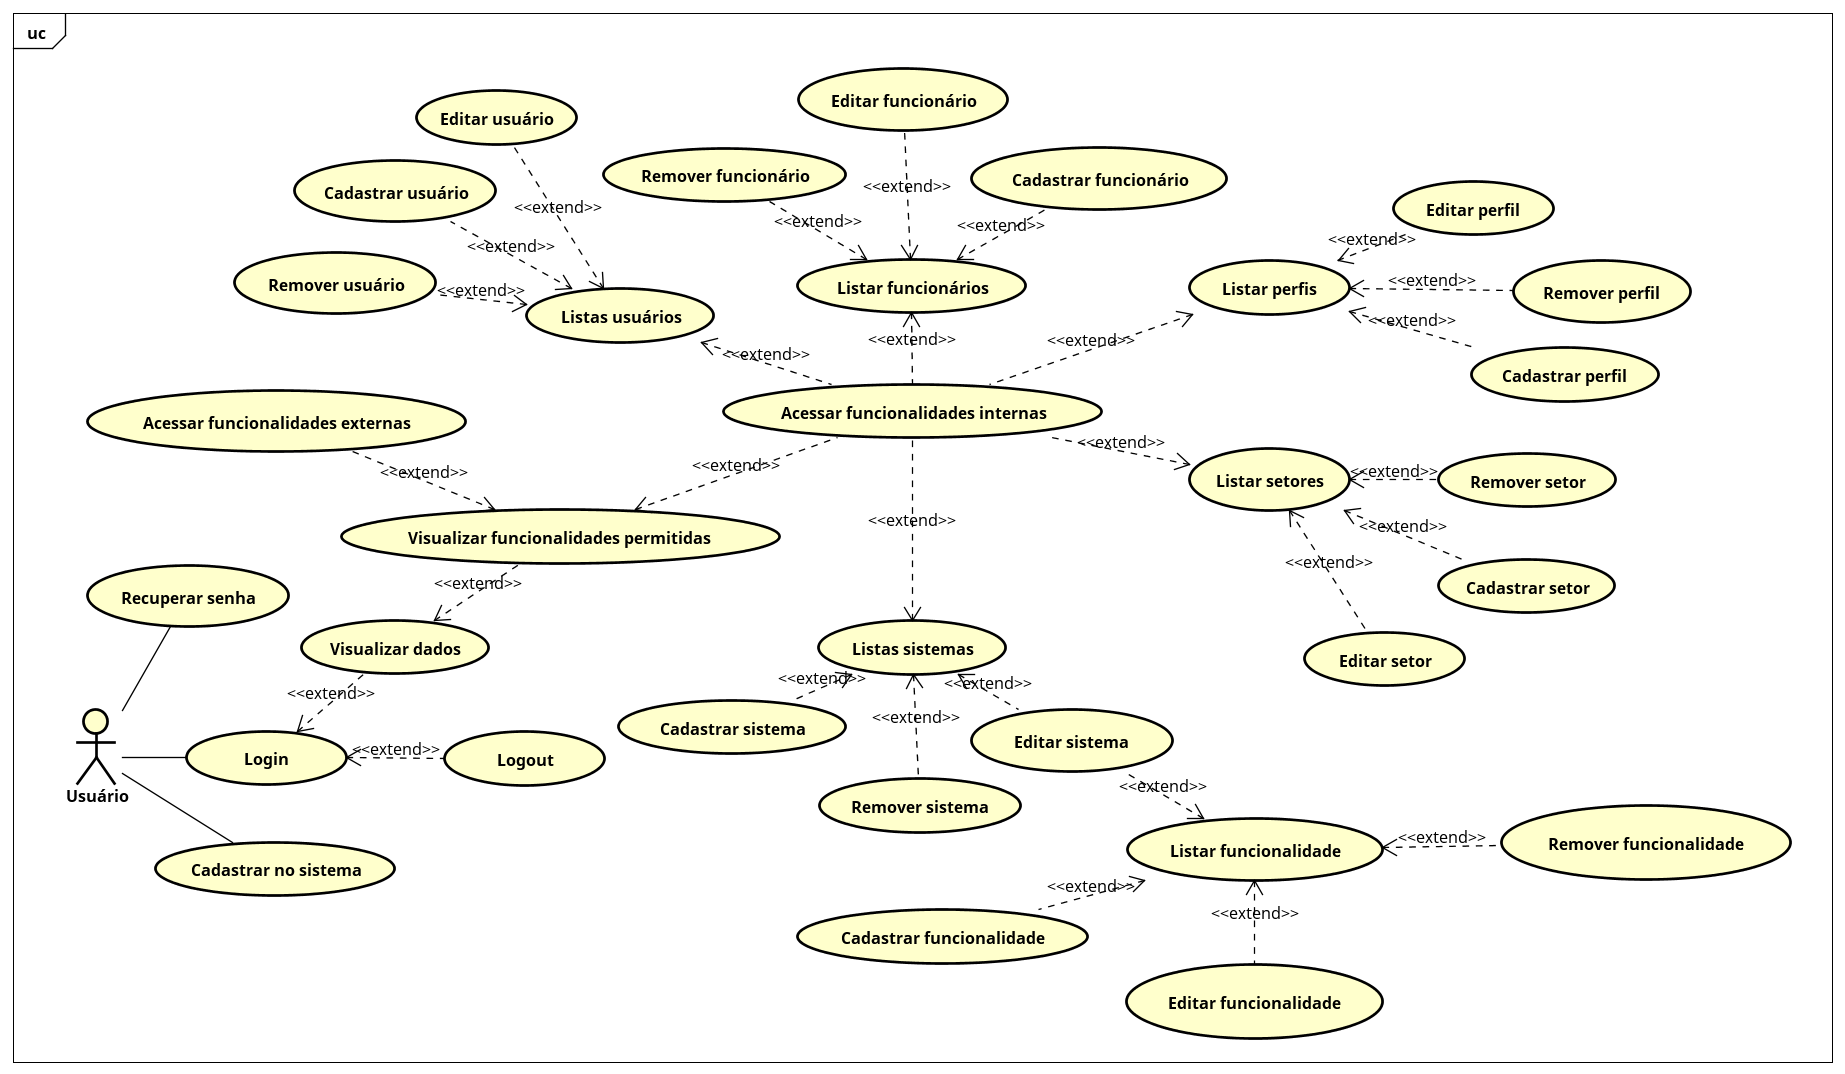 uc
Editar funcionário
Editar usuário
Remover funcionário
Cadastrar funcionário
<<extend>>
Cadastrar usuário
<<extend>>
Editar perfil
<<extend>>
<<extend>>
<<extend>>
<<extend>>
<<extend>>
Remover usuário
<<extend>>
Listar funcionários
Listar perfis
<<extend>>
Remover perfil
Listas usuários
<<extend>>
<<extend>>
<<extend>>
<<extend>>
Cadastrar perfil
Acessar funcionalidades internas
Acessar funcionalidades externas
<<extend>>
<<extend>>
<<extend>>
<<extend>>
Listar setores
Remover setor
<<extend>>
<<extend>>
Visualizar funcionalidades permitidas
<<extend>>
<<extend>>
Cadastrar setor
Recuperar senha
Visualizar dados
Listas sistemas
Editar setor
<<extend>>
<<extend>>
<<extend>>
<<extend>>
Cadastrar sistema
Editar sistema
<<extend>>
Login
Logout
Usuário
<<extend>>
Remover sistema
<<extend>>
Remover funcionalidade
Listar funcionalidade
Cadastrar no sistema
<<extend>>
<<extend>>
Cadastrar funcionalidade
Editar funcionalidade